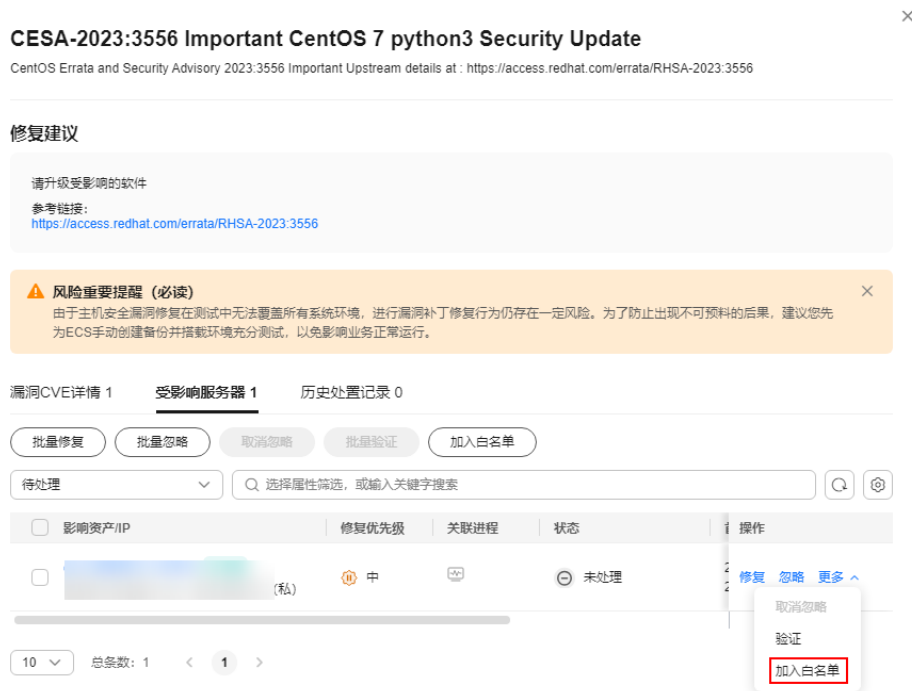 CESA-2023:3556 Important CentOS 7 python3 Security Update
CentOS Errata and Security Advisory 2023:3556 Important Upstream details at : https://access.redhat.com/errata/RHSA-2023:3556
修复建议
请升级受影响的软件
参考链接：
https://access.redhat.com/errata/RHSA-2023:3556
风险重要提醒（必读）
由于主机安全漏洞修复在测试中无法覆盖所有系统环境，进行漏洞补丁修复行为仍存在一定风险。为了防止出现不可预料的后果，建议您先
为ECS手动创建备份并搭载环境充分测试，以免影响业务正常运行。
漏洞CVE详情 1 受影响服务器 1 历史处置记录 0
批量修复 批量忽略 取消忽略 批量验证 加入白名单
待处理 选择属性筛选，或输入关键字搜索
影响资产/IP 修复优先级 关联进程 状态 操作
(私) 中 未处理 修复 忽略 更多
取消忽略
验证
加入白名单
10 总条数：1 1